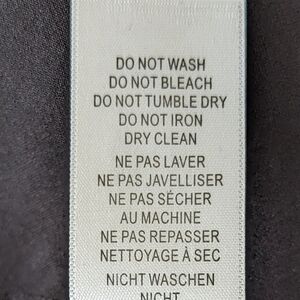 DO NOT WASH
DO NOT BLEACH
DO NOT TUMBLE DRY
DO NOT IRON
DRY CLEAN
NE PAS LAVER
NE PAS JAVELLISER
NE PAS SÉCHER
AU MACHINE
NE PAS REPASSER
NETTOYAGE À SEC
NICHT WASCHEN
NICHT